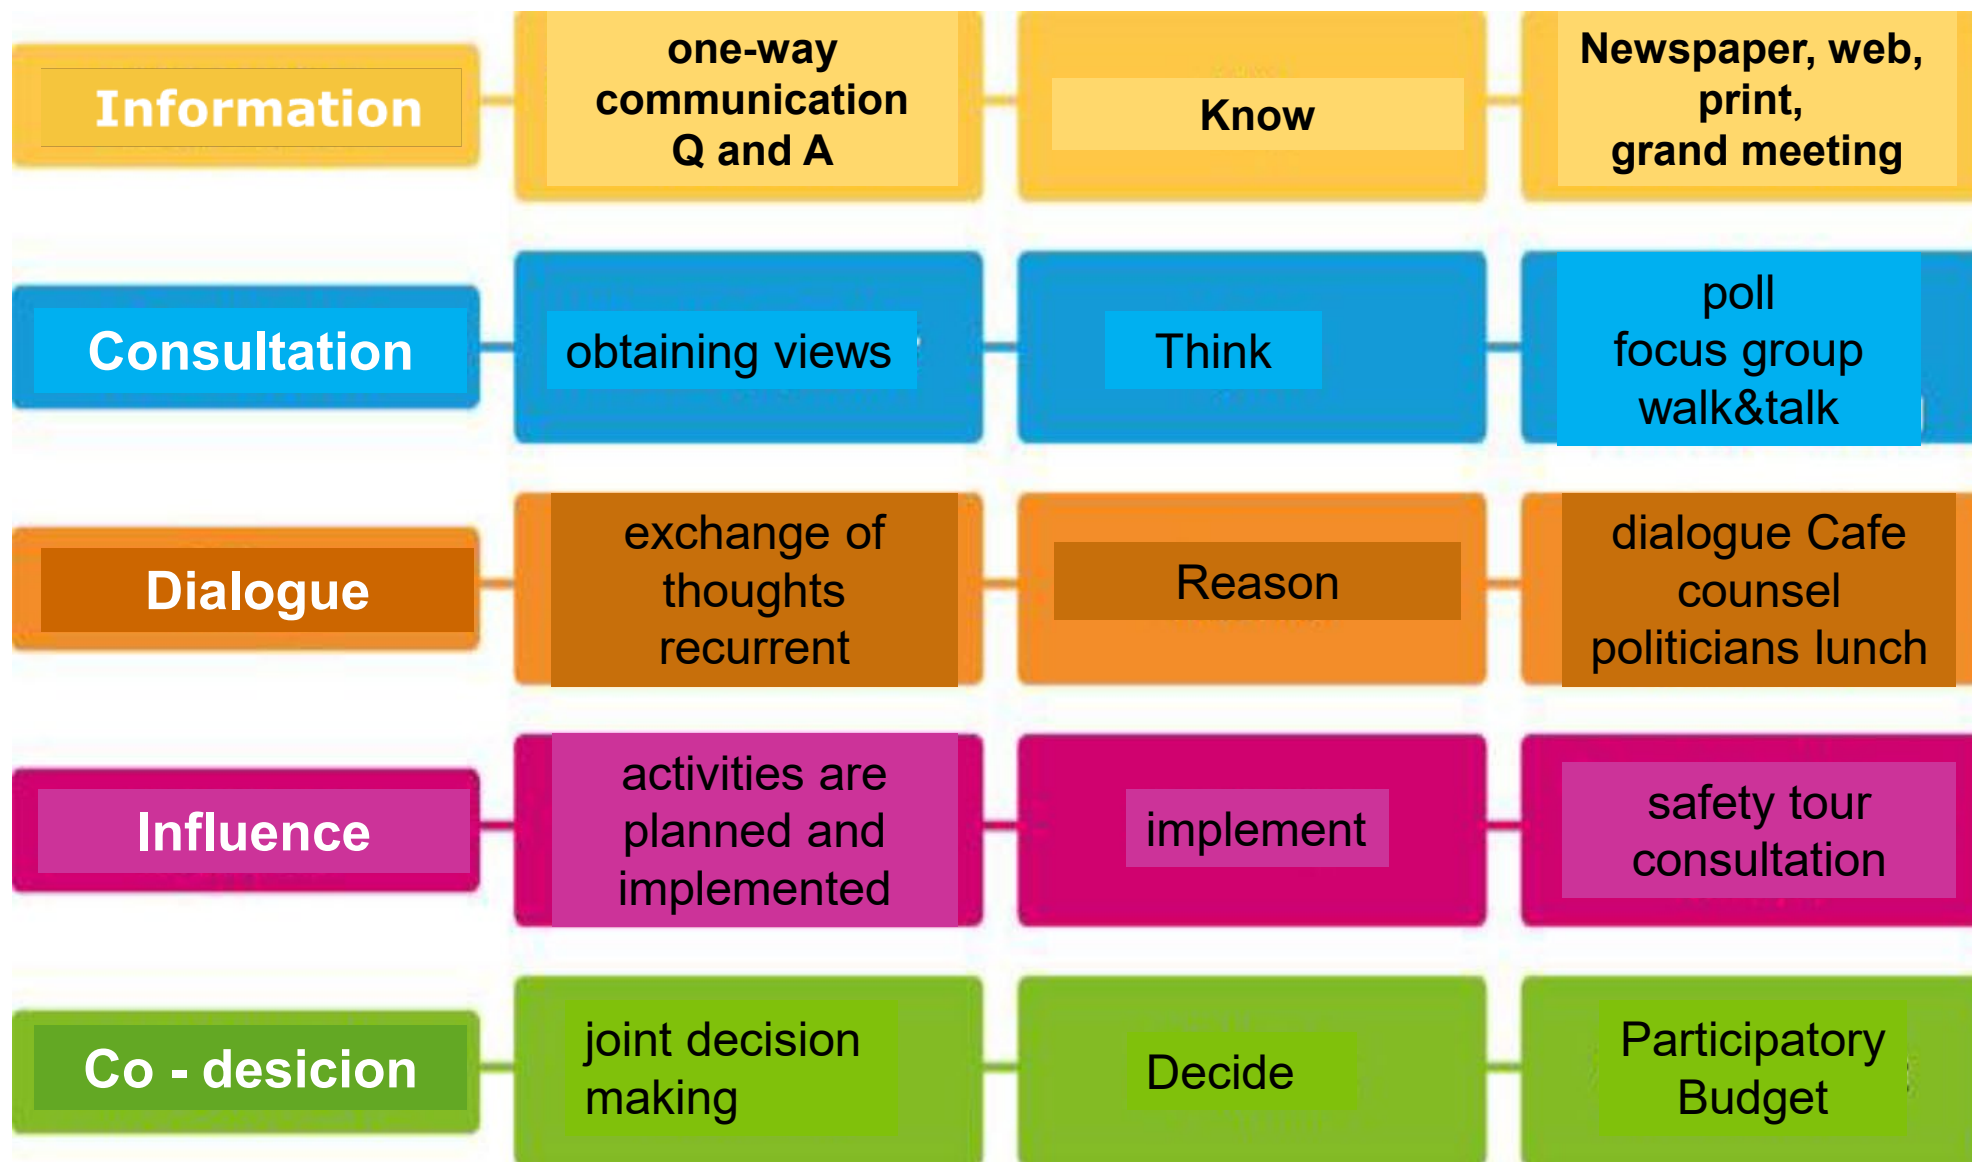 Information
one-way
communication
Q and A
Know
Newspaper, web,
print,
grand meeting
Consultation
obtaining views
Think
poll
focus group
walk&talk
Dialogue
exchange of
thoughts
recurrent
Reason
dialogue Cafe
counsel
politicians lunch
Influence
activities are
planned and
implemented
implement
safety tour
consultation
Co - desicion
joint decision
making
Decide
Participatory
Budget